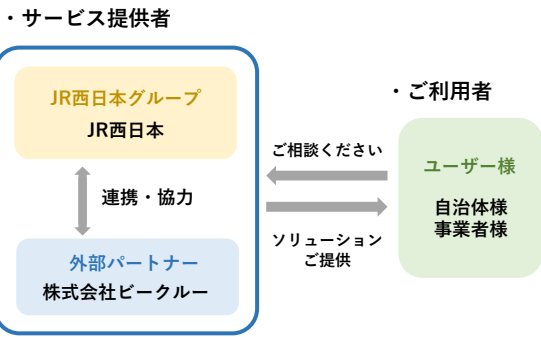 ・サービス提供者
JR西日本グループ
JR西日本
連携・協力
外部パートナー
株式会社ビークルー
ご相談ください
ソリューション
ご提供
・ご利用者
ユーザー様
自治体様
事業者様